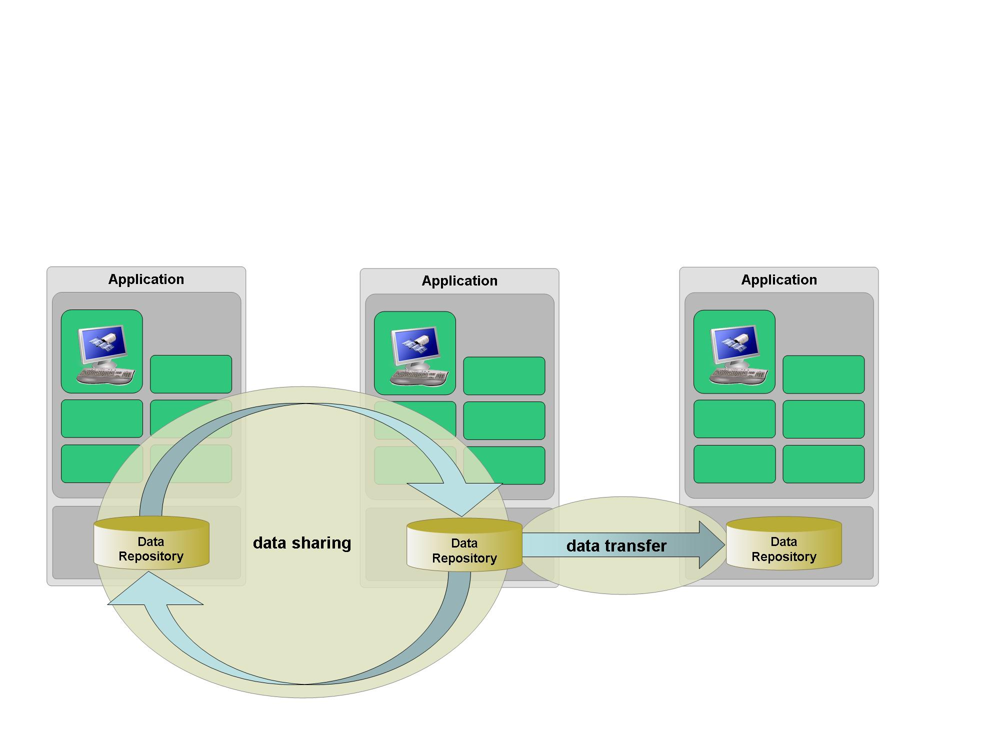 Application
Application
Application
Data
Repository
data sharing
Data
Repository
data transfer
Data
Repository